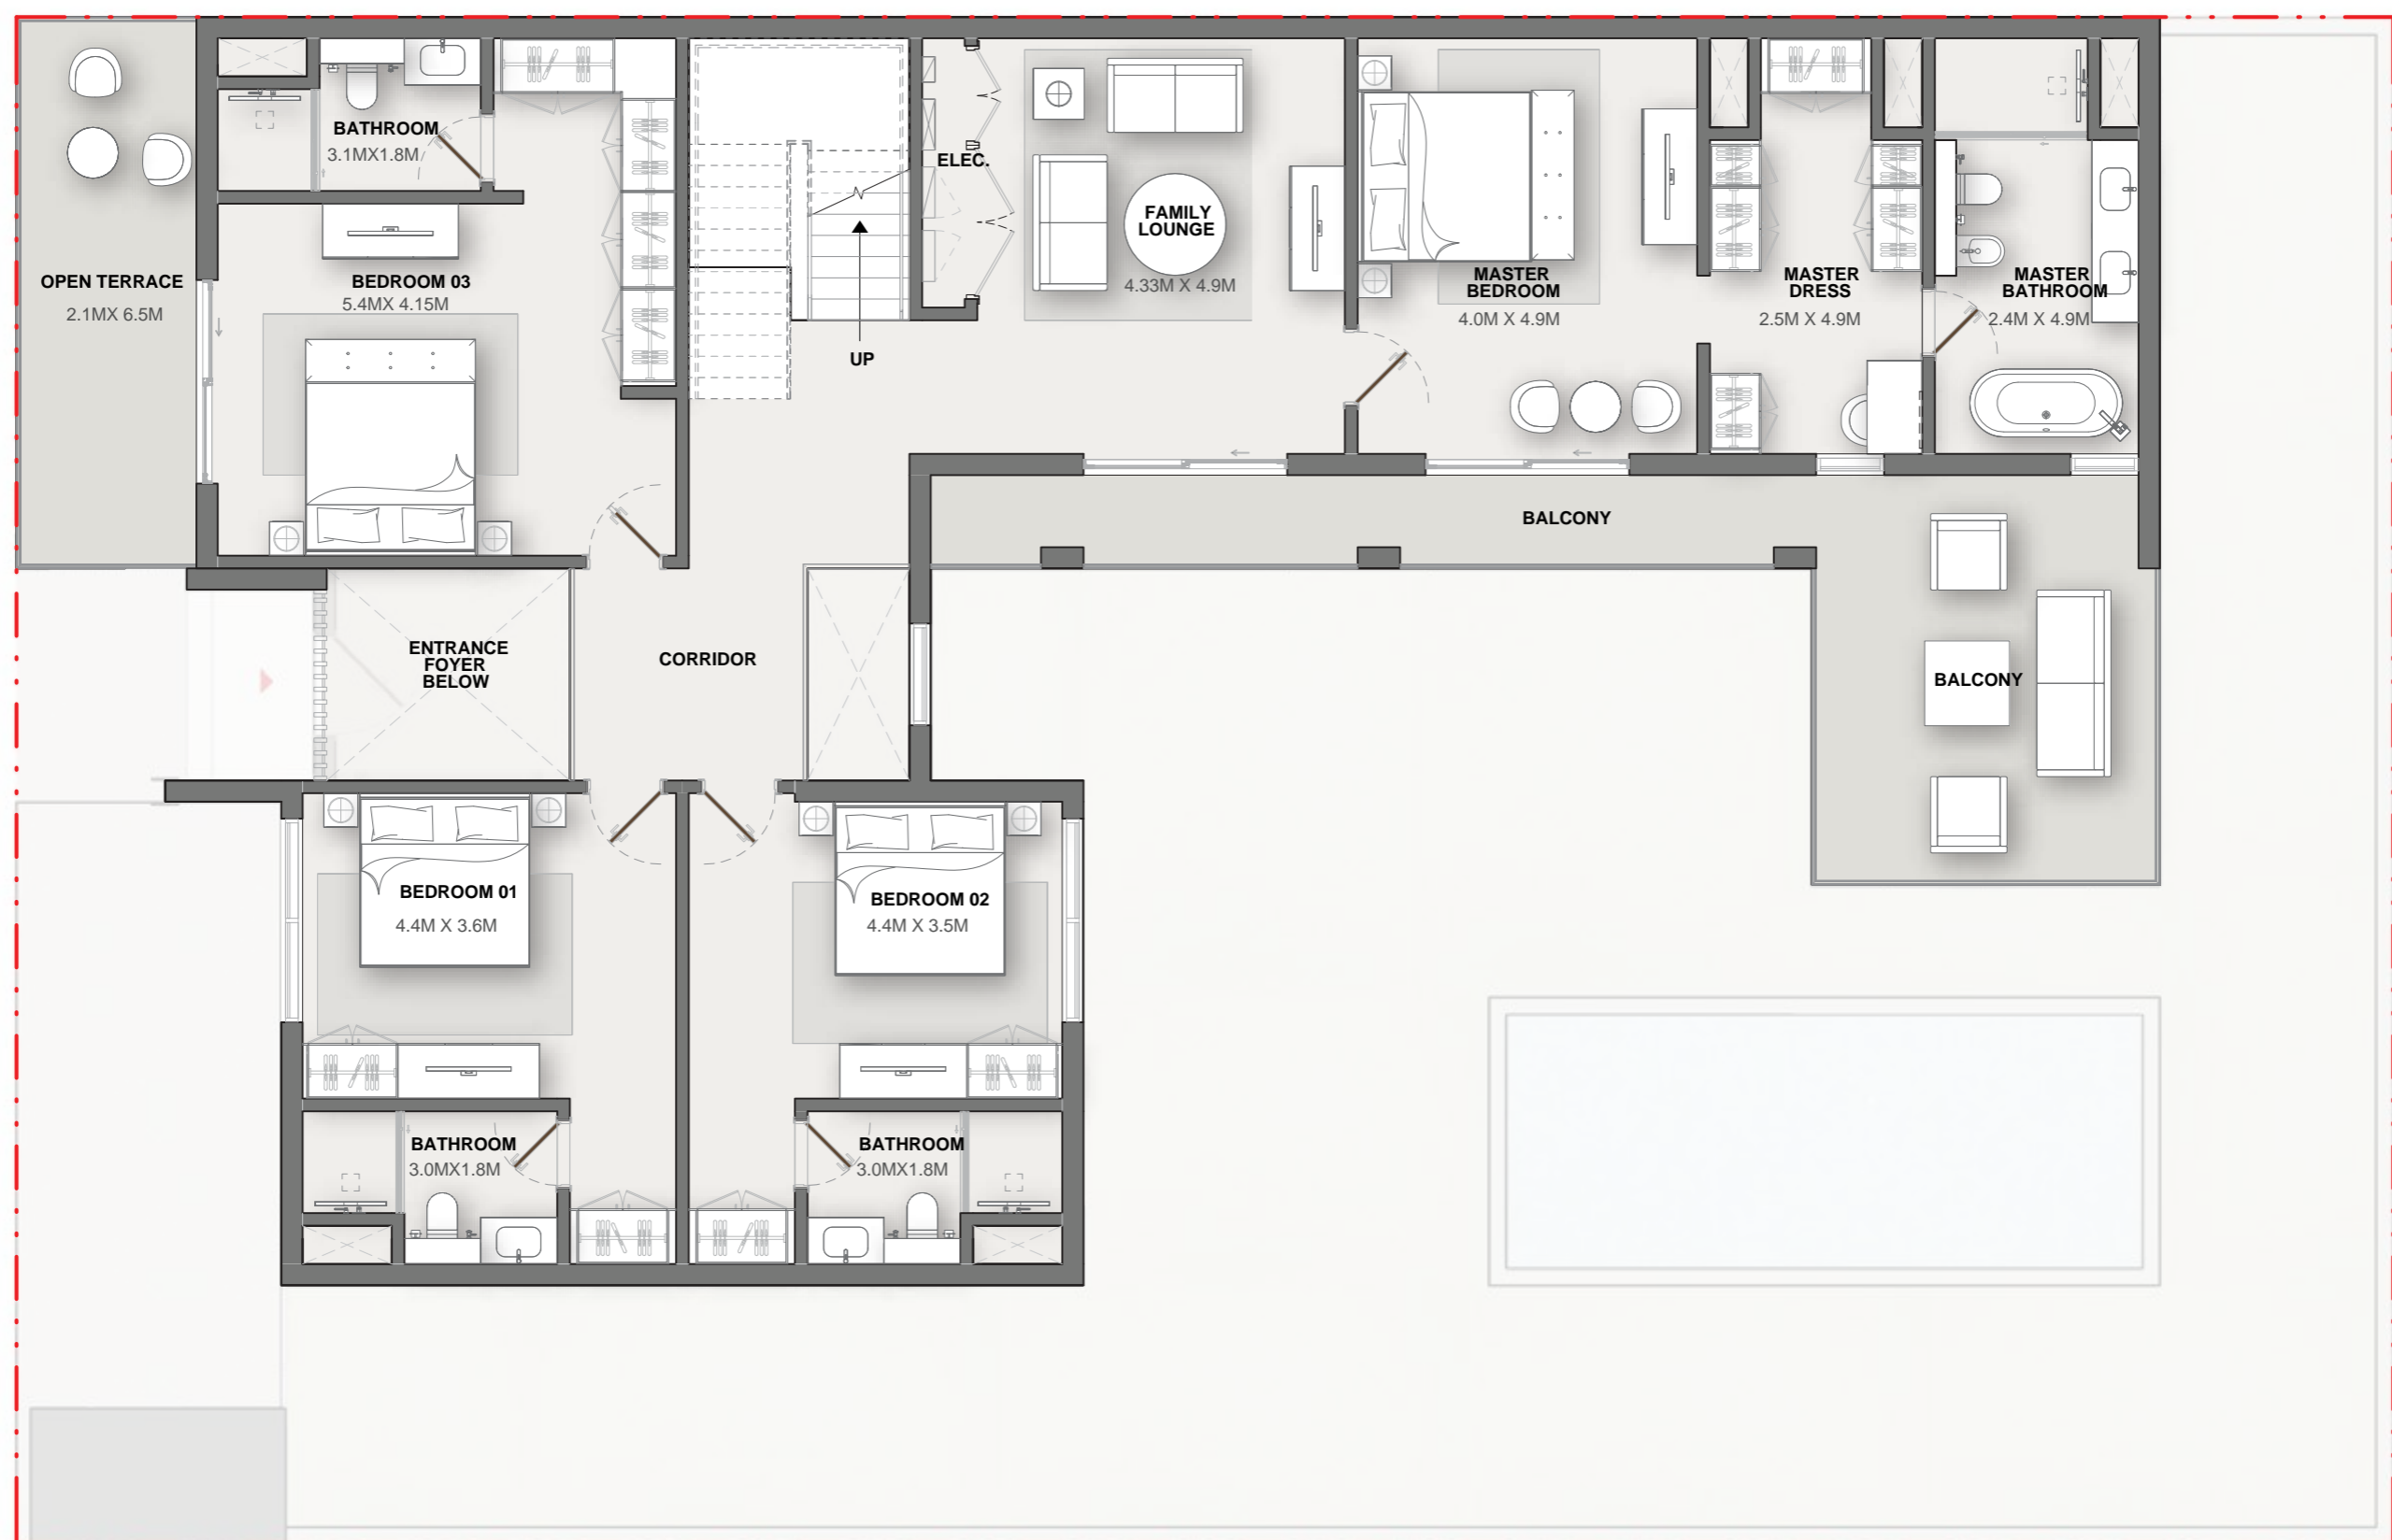 BATHROOM
3.1MX1.8M
ELEC.
FAMILY
LOUNGE
4.33M X 4.9M
OPEN TERRACE
2.1MX 6.5M
BEDROOM 03
5.4MX 4.15M
MASTER
BEDROOM
4.0M X 4.9M
MASTER
DRESS
2.5M X 4.9M
MASTER
BATHROOM
2.4M X 4.9M
UP
BALCONY
ENTRANCE
FOYER
BELOW
CORRIDOR
BALCONY
BEDROOM 01
4.4M X 3.6M
BEDROOM 02
4.4M X 3.5M
BATHROOM
3.0MX1.8M
BATHROOM
3.0MX1.8M